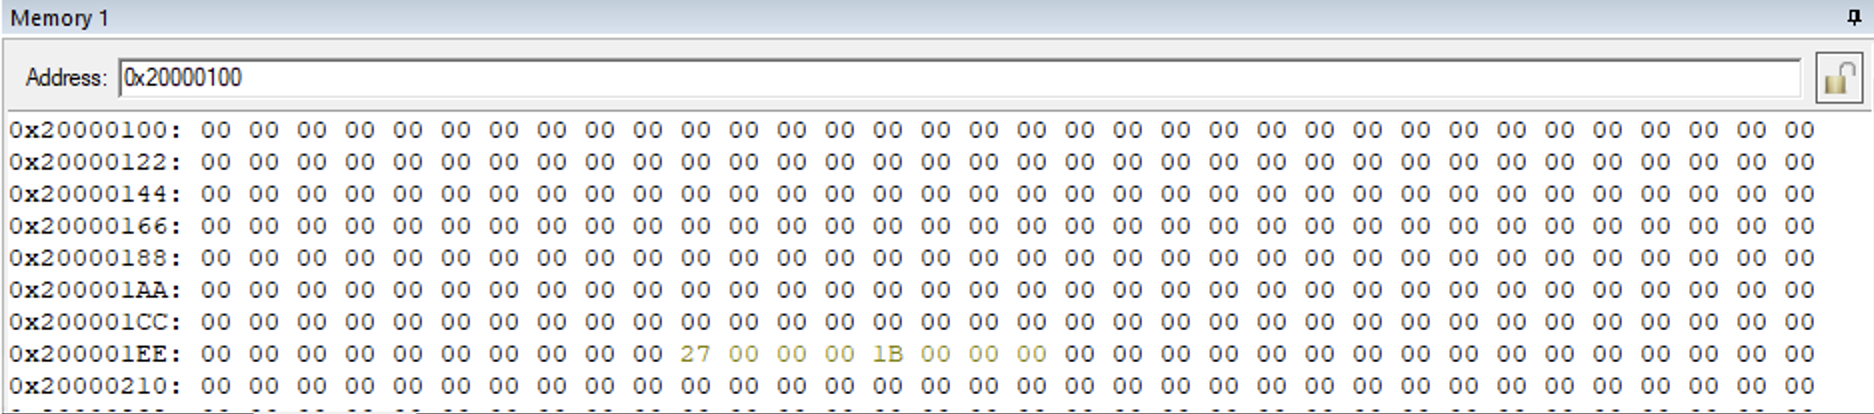 Memory 1
Address: 0x20000100
0x20000100: 00 00 00 00 00 00 00 00 00 00 00 00 00 00 00 00 00 00 00 00 00 00 00 00 00 00 00 00 00 00 00 00 00 00
0x20000122: 00 00 00 00 00 00 00 00 00 00 00 00 00 00 00 00 00 00 00 00 00 00 00 00 00 00 00 00 00 00 00 00 00 00
0x20000144: 00 00 00 00 00 00 00 00 00 00 00 00 00 00 00 00 00 00 00 00 00 00 00 00 00 00 00 00 00 00 00 00 00 00
0x20000166: 00 00 00 00 00 00 00 00 00 00 00 00 00 00 00 00 00 00 00 00 00 00 00 00 00 00 00 00 00 00 00 00 00 00
0x20000188: 00 00 00 00 00 00 00 00 00 00 00 00 00 00 00 00 00 00 00 00 00 00 00 00 00 00 00 00 00 00 00 00 00 00
0x200001AA: 00 00 00 00 00 00 00 00 00 00 00 00 00 00 00 00 00 00 00 00 00 00 00 00 00 00 00 00 00 00 00 00 00 00
0x200001CC: 00 00 00 00 00 00 00 00 00 00 00 00 00 00 00 00 00 00 00 00 00 00 00 00 00 00 00 00 00 00 00 00 00 00
0x200001EE: 00 00 00 00 00 00 00 00 00 00 27 00 00 00 1B 00 00 00 00 00 00 00 00 00 00 00 00 00 00 00 00 00 00 00
0x20000210: 00 00 00 00 00 00 00 00 00 00 00 00 00 00 00 00 00 00 00 00 00 00 00 00 00 00 00 00 00 00 00 00 00 00